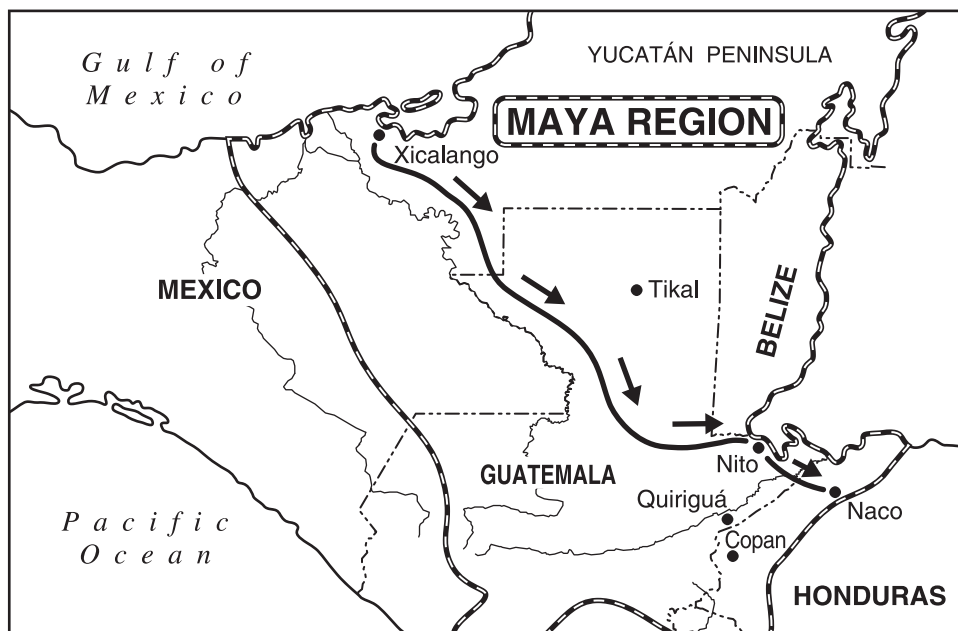 Gulf of
Mexico
YUCATÁN PENINSULA
MAYA REGION
Xicalango
MEXICO
Tikal
BELIZE
GUATEMALA
Nito
Quiriguá
Naco
Copan
Pacific
Ocean
HONDURAS